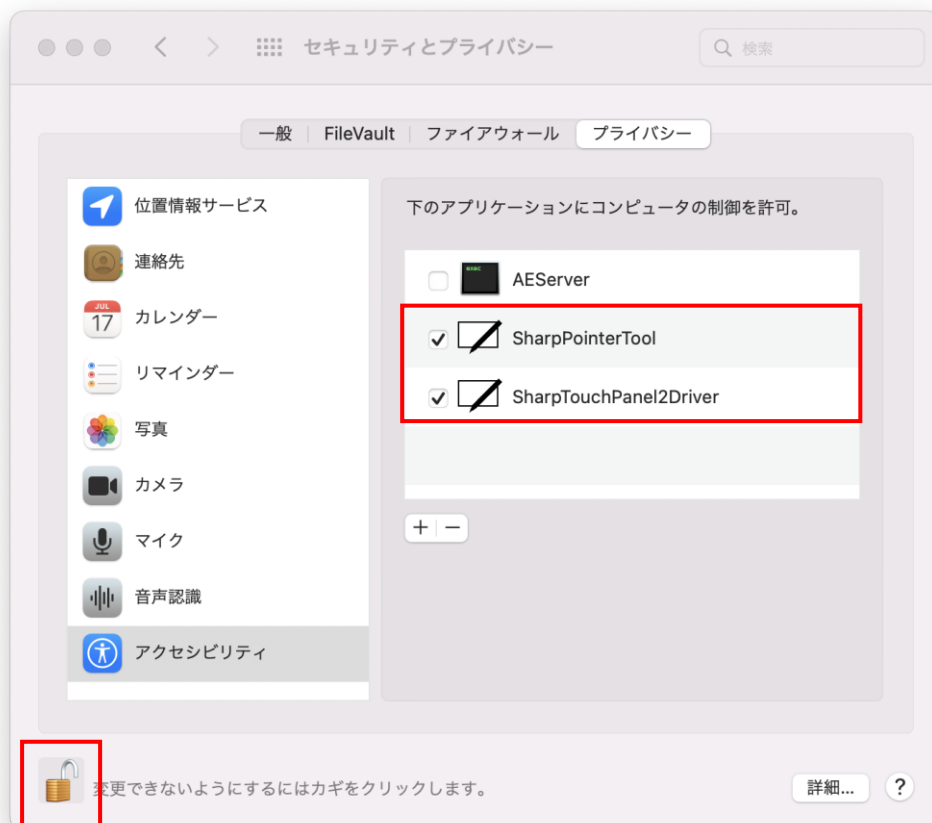 セキュリティとプライバシー
検索
一般 FileVault ファイアウォール プライバシー
位置情報サービス
連絡先
JUL
17
カレンダー
リマインダー
写真
カメラ
マイク
音声認識
アクセシビリティ
下のアプリケーションにコンピュータの制御を許可。
EXEC
AEServer
SharpPointerTool
SharpTouchPanel2Driver
+ −
変更できないようにするにはカギをクリックします。
詳細...
?